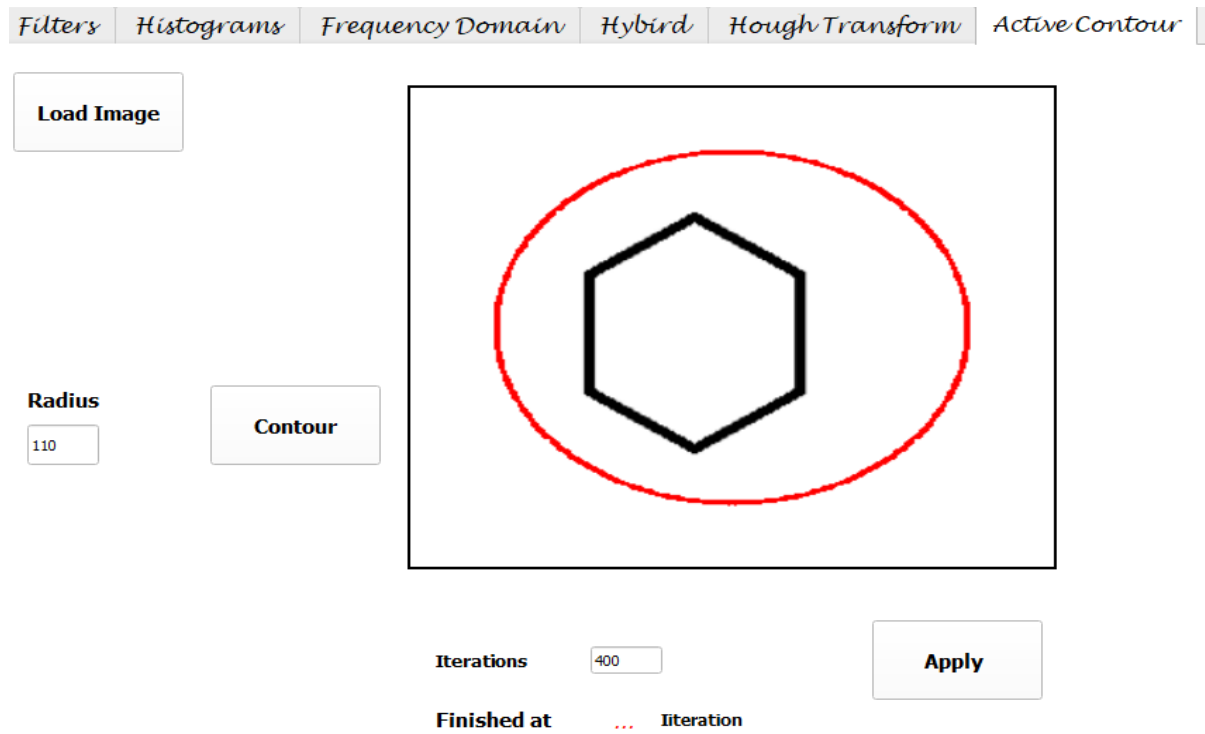 Filters Histograms Frequency Domain Hybird Hough Transform Active Contour
Load Image
Radius
110
Contour
Iterations 400
Apply
Finished at ... Iiteration